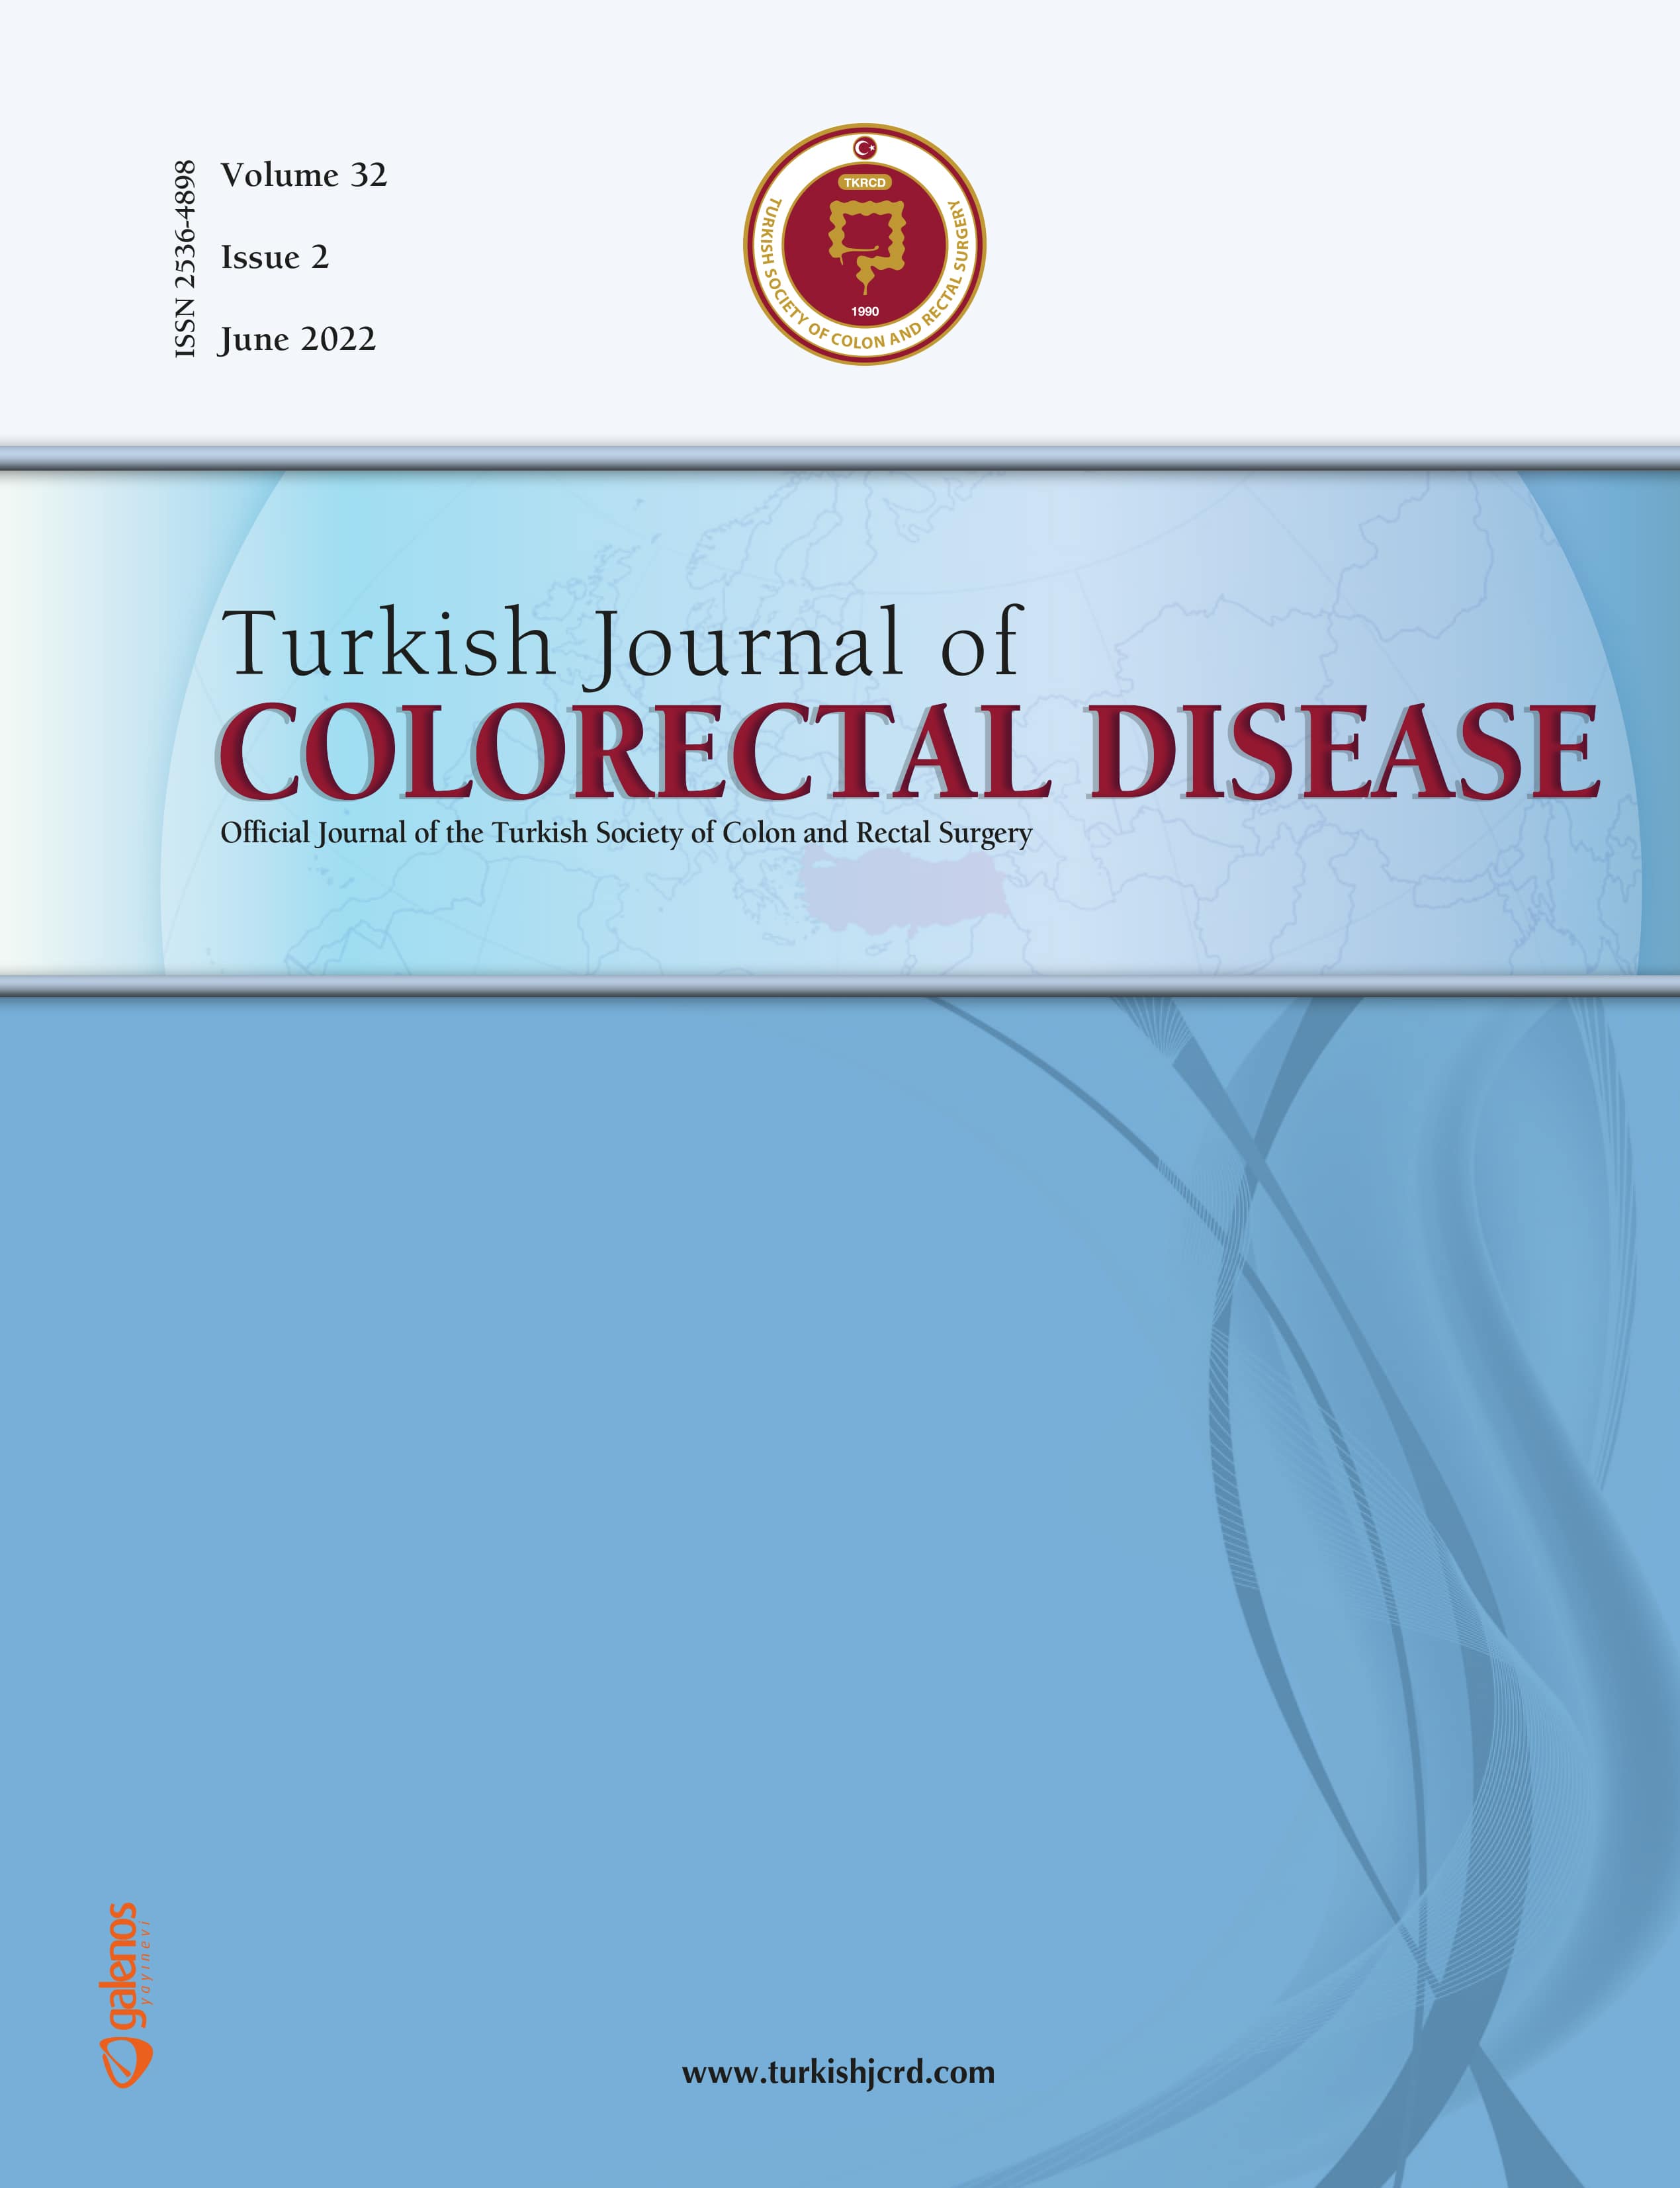 ISSN 2536-4898
Volume 32
Issue 2
June 2022
TKRCD
TURKISH SOCIETY OF COLON AND RECTAL SURGERY
1990
Turkish Journal of
COLORECTAL DISEASE
Official Journal of the Turkish Society of Colon and Rectal Surgery
galenos
yayınevi
www.turkishjcrd.com